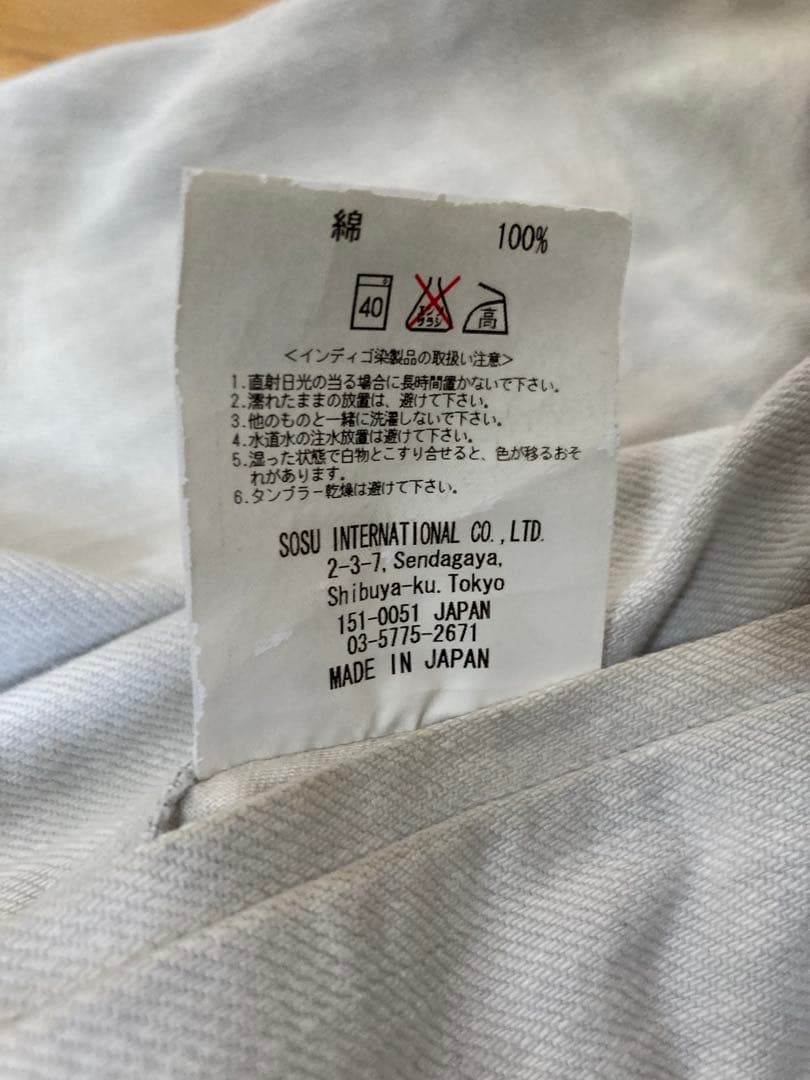 綿 100%
40 エンソ サラシ 高
<インディゴ染製品の取扱い注意>
1.直射日光の当る場合に長時間置かないで下さい。
2.濡れたままの放置は、避けて下さい。
3.他のものと一緒に洗濯しないで下さい。
4.水道水の注水放置は避けて下さい。
5.湿った状態で白物とこすり合せると、色が移るおそ
れがあります。
6.タンブラー乾燥は避けて下さい。
SOSU INTERNATIONAL CO.,LTD.
2-3-7, Sendagaya,
Shibuya-ku. Tokyo
151-0051 JAPAN
03-5775-2671
MADE IN JAPAN